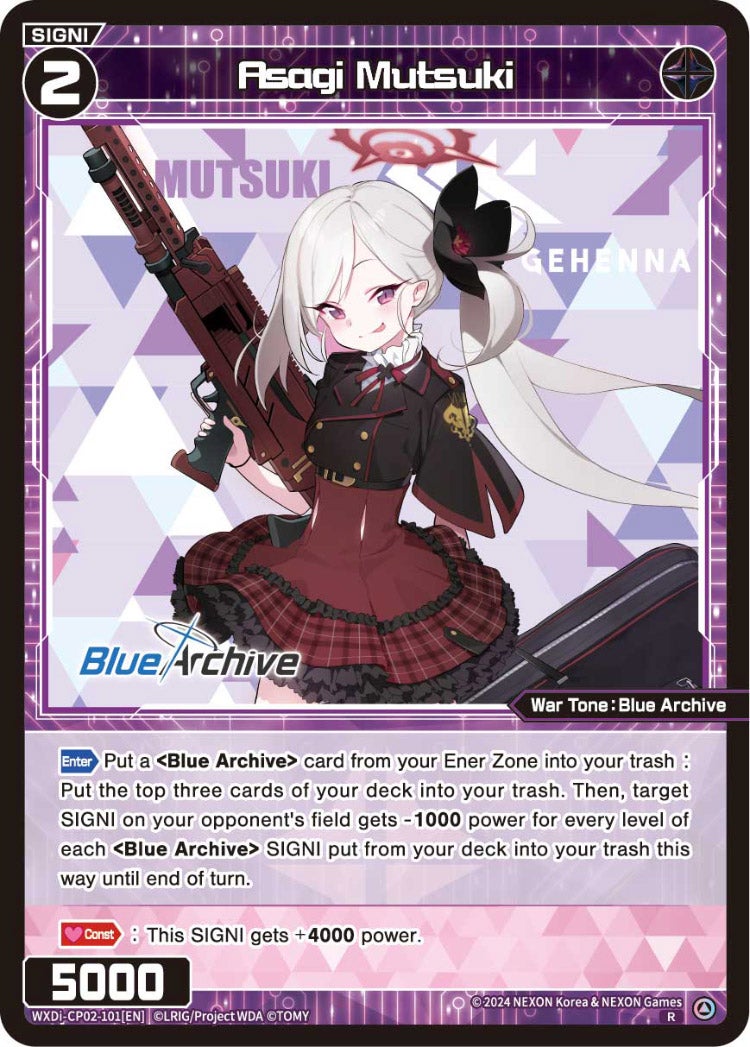 SIGNI
2
Asagi Mutsuki
MUTSUKI
GEHENNA
Blue Archive
War Tone:Blue Archive
Enter Put a <Blue Archive> card from your Ener Zone into your trash :
Put the top three cards of your deck into your trash. Then, target
SIGNI on your opponent's field gets -1000 power for every level of
each <Blue Archive> SIGNI put from your deck into your trash this
way until end of turn.
Const : This SIGNI gets +4000 power.
5000
©2024 NEXON Korea & NEXON Games
WXDi-CP02-101[EN] ©LRIG/Project WDA ©TOMY
R